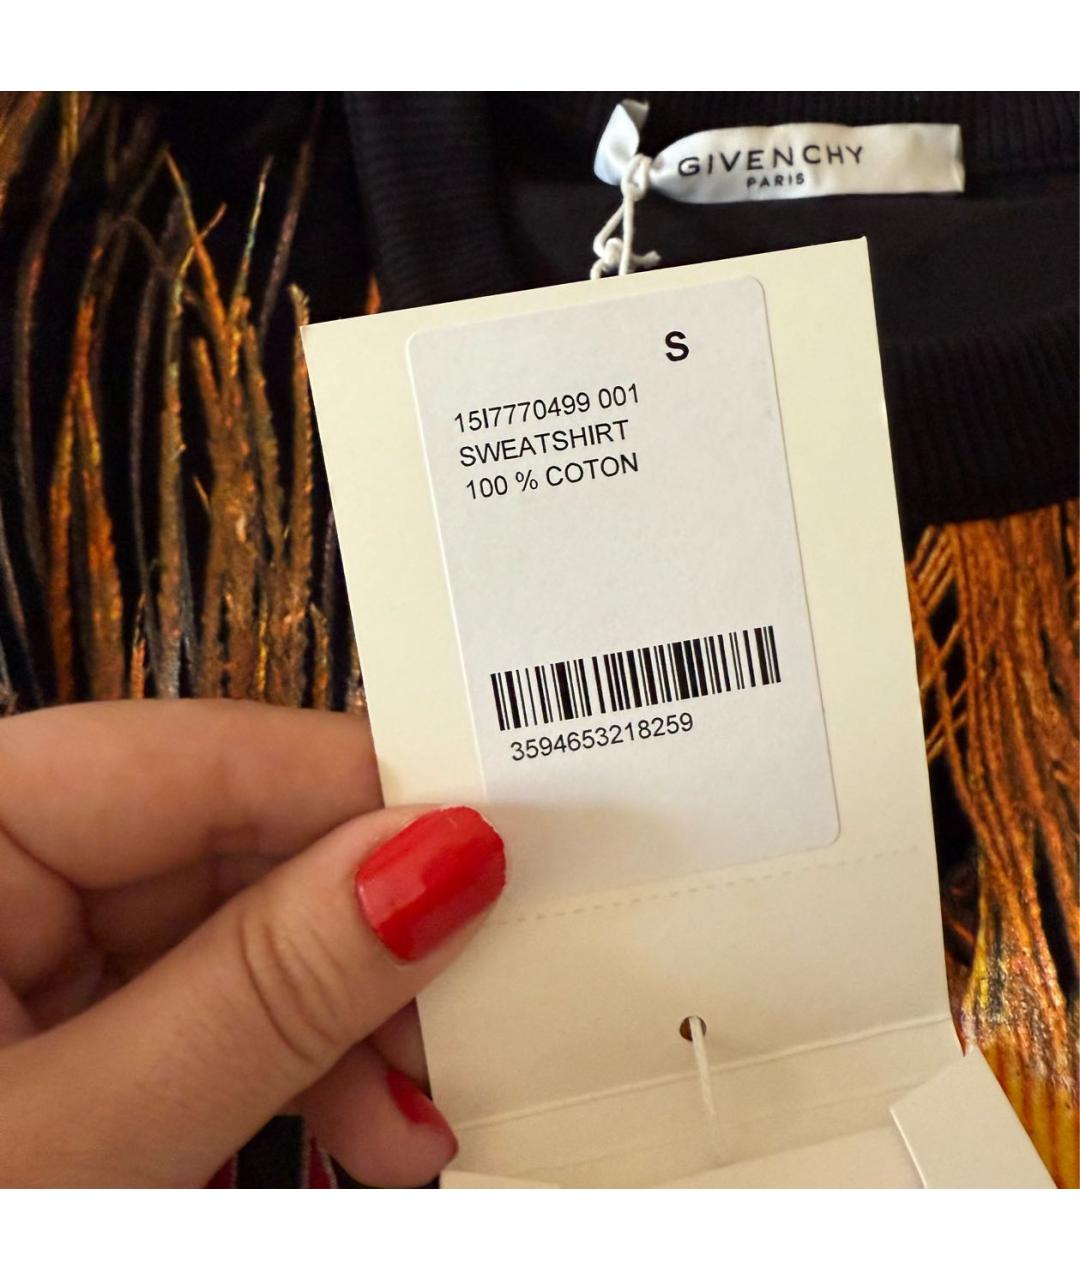 GIVENCHY
PARIS
S
15I7770499 001
SWEATSHIRT
100 % COTON
3594653218259